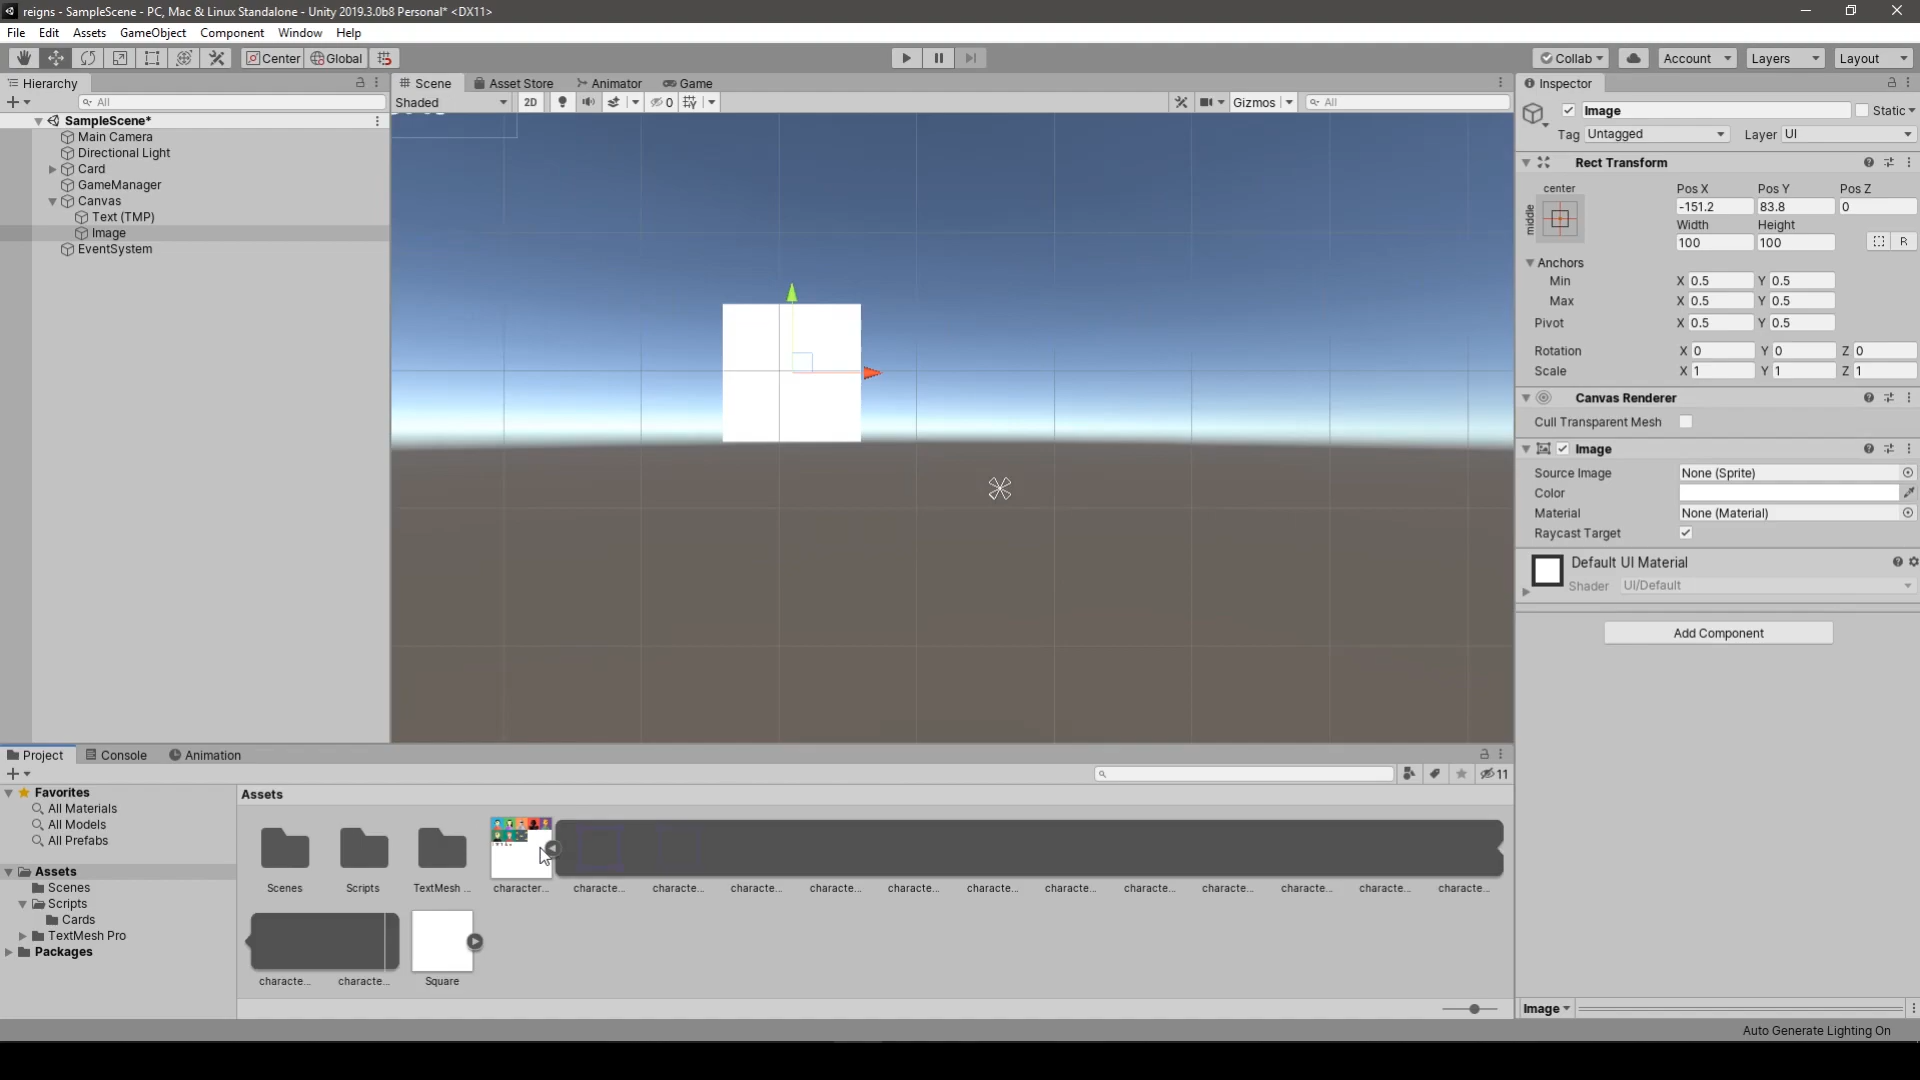 reigns - SampleScene - PC, Mac & Linux Standalone - Unity 2019.3.0b8 Personal* <DX11>
File Edit Assets GameObject Component Window Help
Center Global Collab Account Layers Layout
Hierarchy
All
SampleScene*
Main Camera
Directional Light
Card
GameManager
Canvas
Text (TMP)
Image
EventSystem
Scene Asset Store Animator Game
Shaded 2D 0 Gizmos All
Inspector
Image Static
Tag Untagged Layer UI
Rect Transform
center
middle
Pos X Pos Y Pos Z
-151.2 83.8 0
Width Height
100 100 R
Anchors
Min X 0.5 Y 0.5
Max X 0.5 Y 0.5
Pivot X 0.5 Y 0.5
Rotation X 0 Y 0 Z 0
Scale X 1 Y 1 Z 1
Canvas Renderer
Cull Transparent Mesh
Image
Source Image None (Sprite)
Color
Material None (Material)
Raycast Target
Default UI Material
Shader UI/Default
Add Component
Project Console Animation
11
Favorites
All Materials
All Models
All Prefabs
Assets
Scenes
Scripts
Cards
TextMesh Pro
Packages
Assets
Scenes Scripts TextMesh ... character... characte... characte... characte... characte... characte... characte... characte... characte... characte... characte... characte... characte...
characte... characte... Square
Image
Auto Generate Lighting On